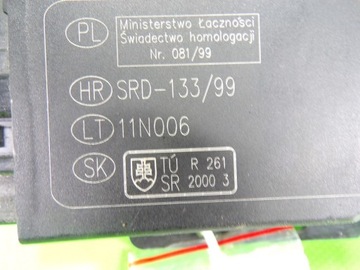 PL Ministerstwo Łączności
Świadectwo homologacji
Nr. 081/99
HR SRD-133/99
LT 11N006
SK TÚ R 261
SR 2000 3